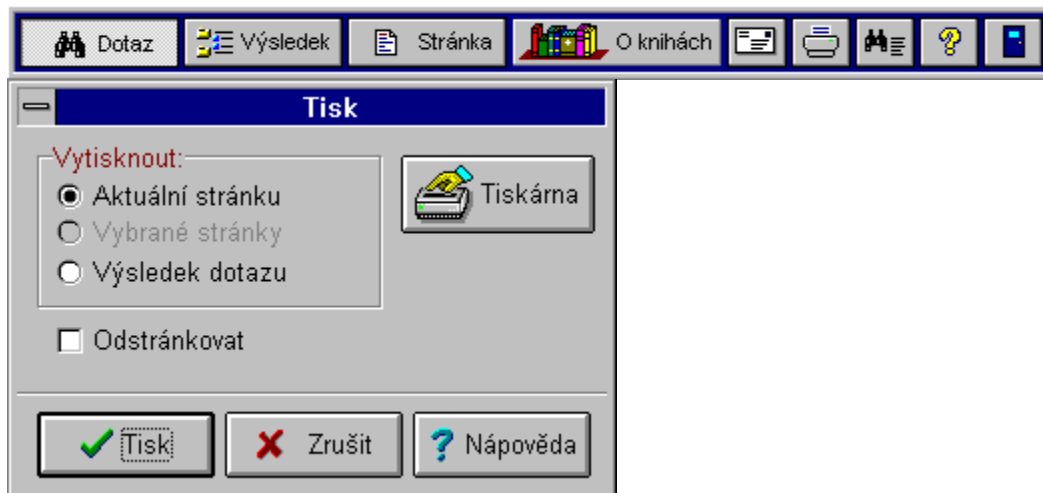 Dotaz Výsledek Stránka O knihách
Tisk
Vytisknout:
Aktuální stránku
Tiskárna
Vybrané stránky
Výsledek dotazu
Odstránkovat
Tisk Zrušit Nápověda